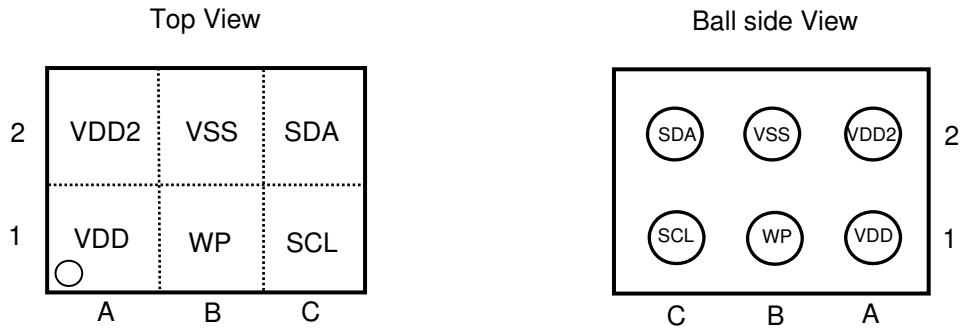 Top View
Ball side View
2 VDD2 VSS SDA
1 VDD WP SCL
A B C
SDA VSS VDD2 2
SCL WP VDD 1
C B A